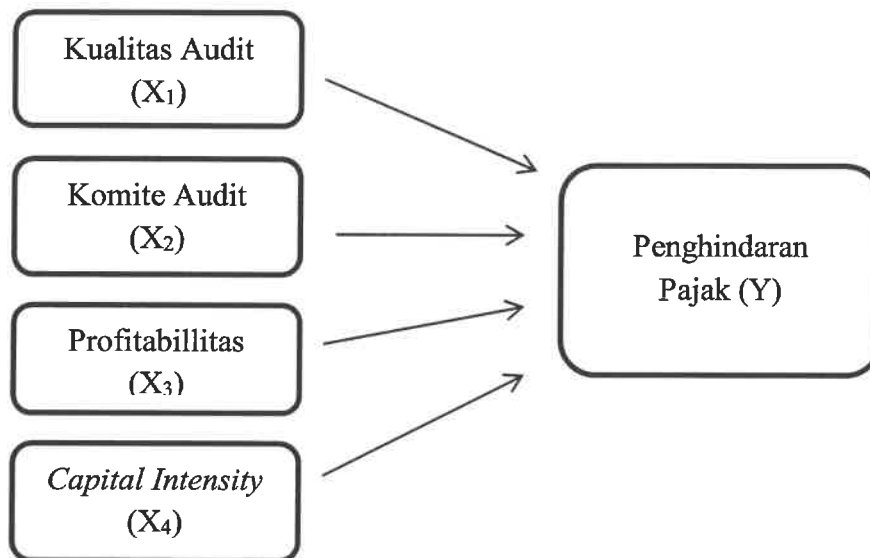 Kualitas Audit
(X₁)
Komite Audit
(X₂)
Profitabillitas
(X₃)
Capital Intensity
(X₄)
Penghindaran
Pajak (Y)